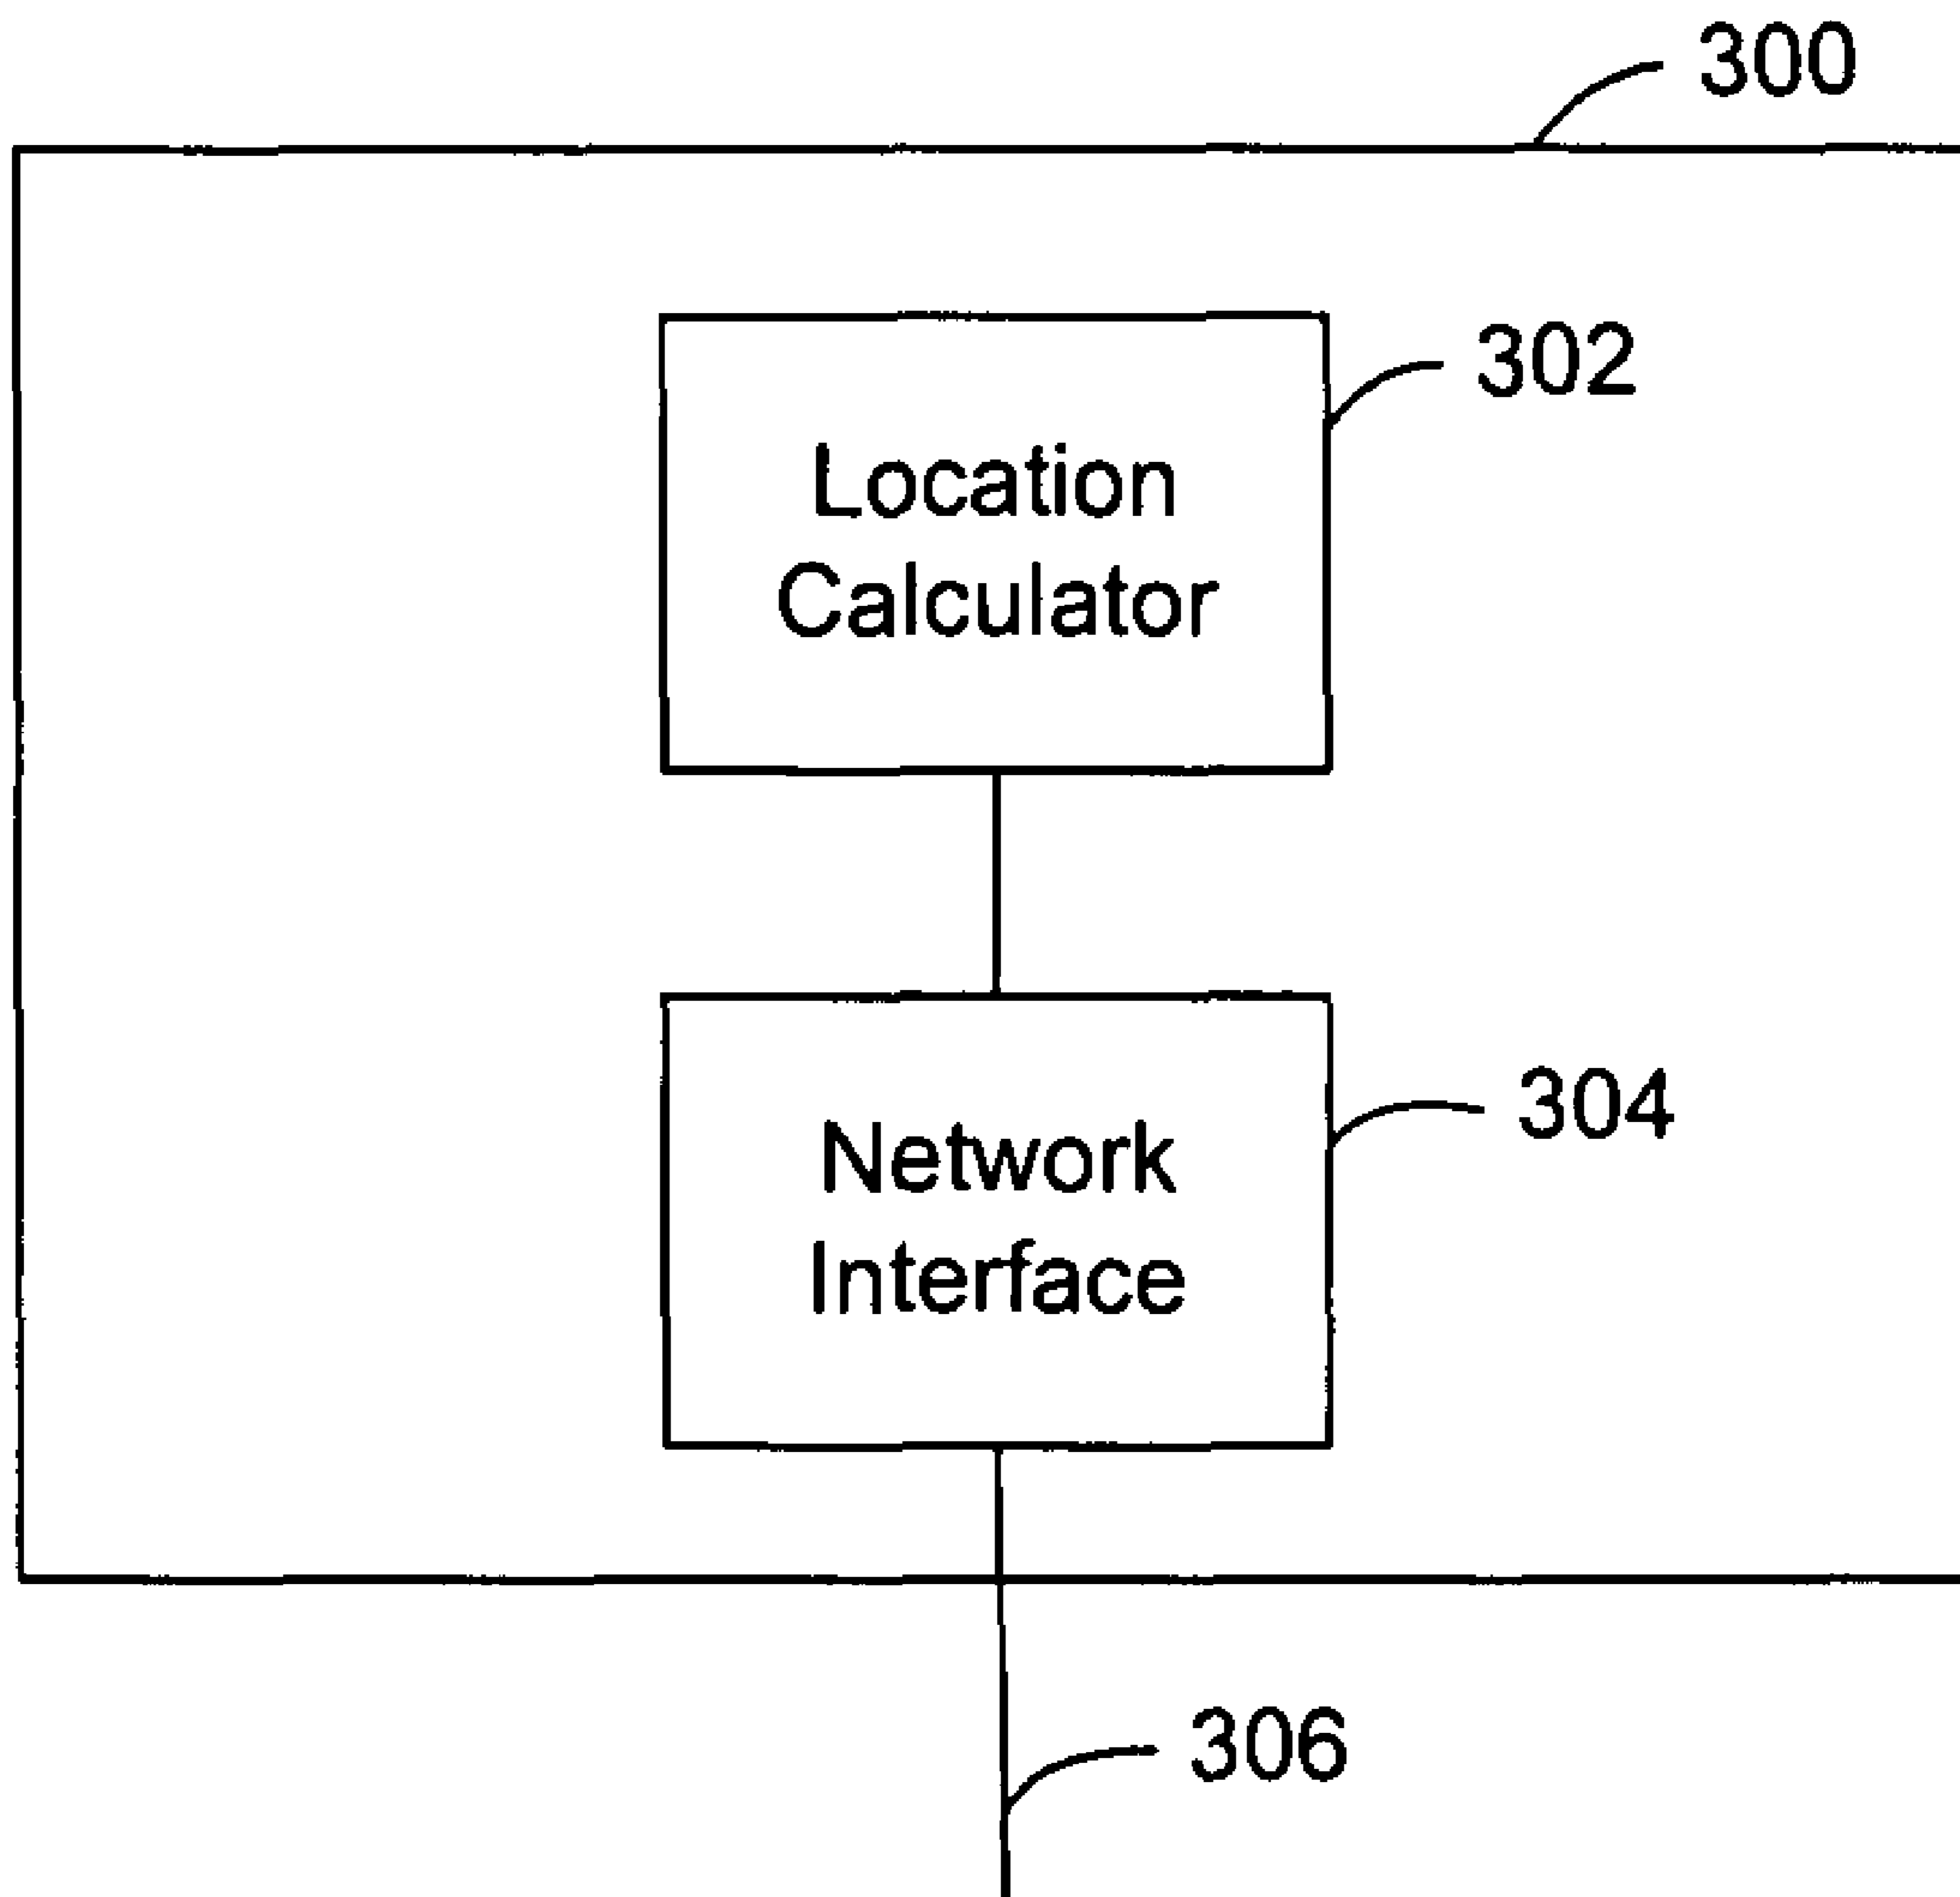 300
302
Location
Calculator
304
Network
Interface
306